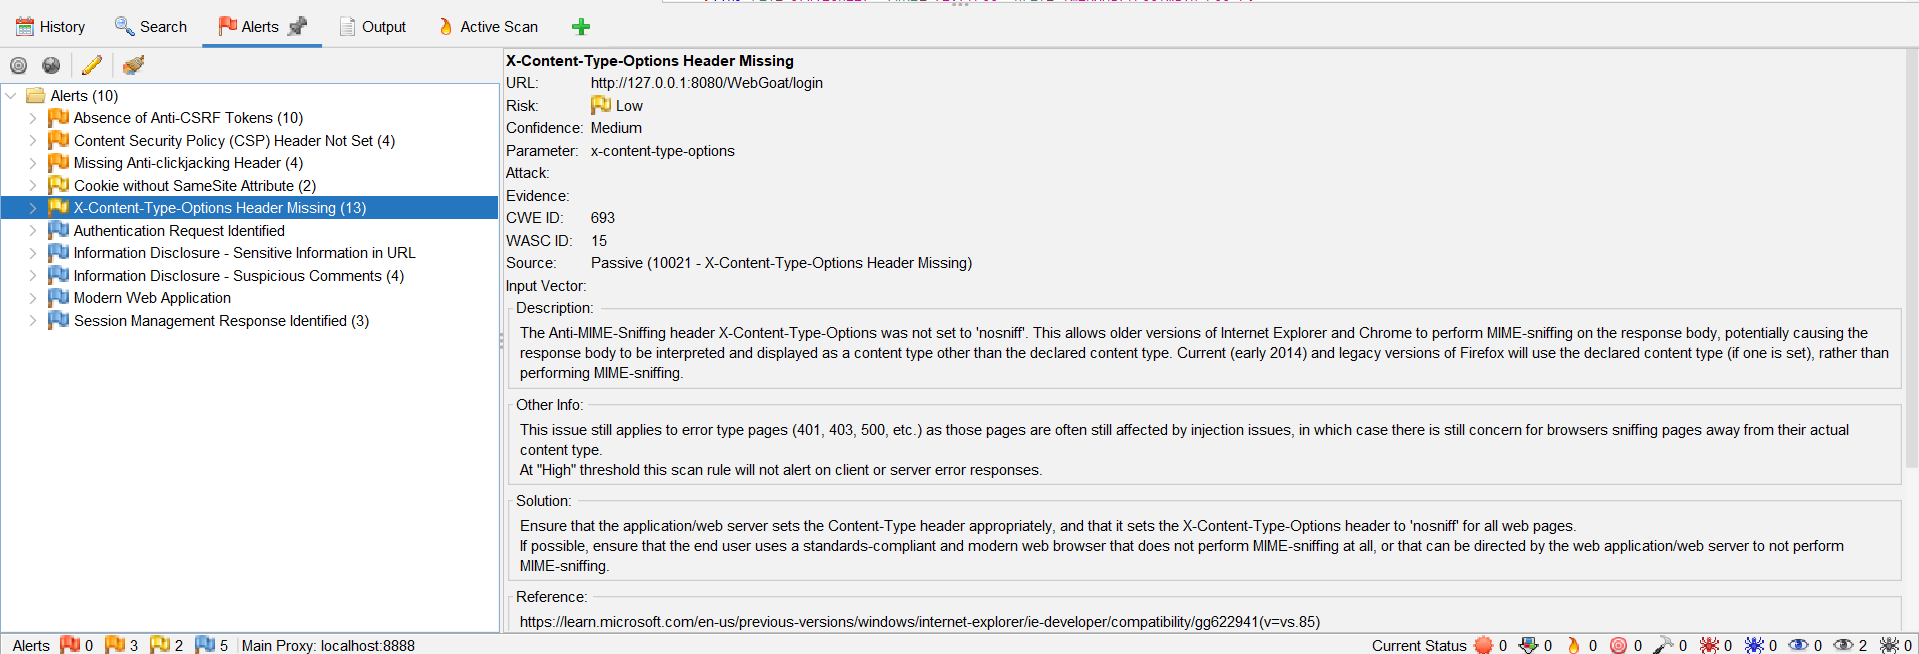 History Search Alerts Output Active Scan
Alerts (10)
Absence of Anti-CSRF Tokens (10)
Content Security Policy (CSP) Header Not Set (4)
Missing Anti-clickjacking Header (4)
Cookie without SameSite Attribute (2)
X-Content-Type-Options Header Missing (13)
Authentication Request Identified
Information Disclosure - Sensitive Information in URL
Information Disclosure - Suspicious Comments (4)
Modern Web Application
Session Management Response Identified (3)
X-Content-Type-Options Header Missing
URL: http://127.0.0.1:8080/WebGoat/login
Risk: Low
Confidence: Medium
Parameter: x-content-type-options
Attack:
Evidence:
CWE ID: 693
WASC ID: 15
Source: Passive (10021 - X-Content-Type-Options Header Missing)
Input Vector:
Description:
The Anti-MIME-Sniffing header X-Content-Type-Options was not set to 'nosniff'. This allows older versions of Internet Explorer and Chrome to perform MIME-sniffing on the response body, potentially causing the
response body to be interpreted and displayed as a content type other than the declared content type. Current (early 2014) and legacy versions of Firefox will use the declared content type (if one is set), rather than
performing MIME-sniffing.
Other Info:
This issue still applies to error type pages (401, 403, 500, etc.) as those pages are often still affected by injection issues, in which case there is still concern for browsers sniffing pages away from their actual
content type.
At "High" threshold this scan rule will not alert on client or server error responses.
Solution:
Ensure that the application/web server sets the Content-Type header appropriately, and that it sets the X-Content-Type-Options header to 'nosniff' for all web pages.
If possible, ensure that the end user uses a standards-compliant and modern web browser that does not perform MIME-sniffing at all, or that can be directed by the web application/web server to not perform
MIME-sniffing.
Reference:
https://learn.microsoft.com/en-us/previous-versions/windows/internet-explorer/ie-developer/compatibility/gg622941(v=vs.85)
Alerts 0 3 2 5 Main Proxy: localhost:8888 Current Status 0 0 0 0 0 0 0 0 2 0